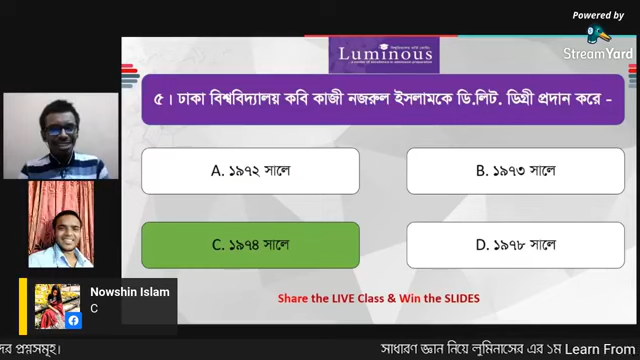 Powered by
StreamYard
Luminous
৫। ঢাকা বিশ্ববিদ্যালয় কবি কাজী নজরুল ইসলামকে ডি.লিট. ডিগ্রী প্রদান করে -
A. ১৯৭২ সালে
B. ১৯৭৩ সালে
C. ১৯৭৪ সালে
D. ১৯৭৮ সালে
Nowshin Islam
C
Share the LIVE Class & Win the SLIDES
দের প্রশ্নসমূহ।
সাধারণ জ্ঞান নিয়ে লুমিনাসের এর ১ম Learn From